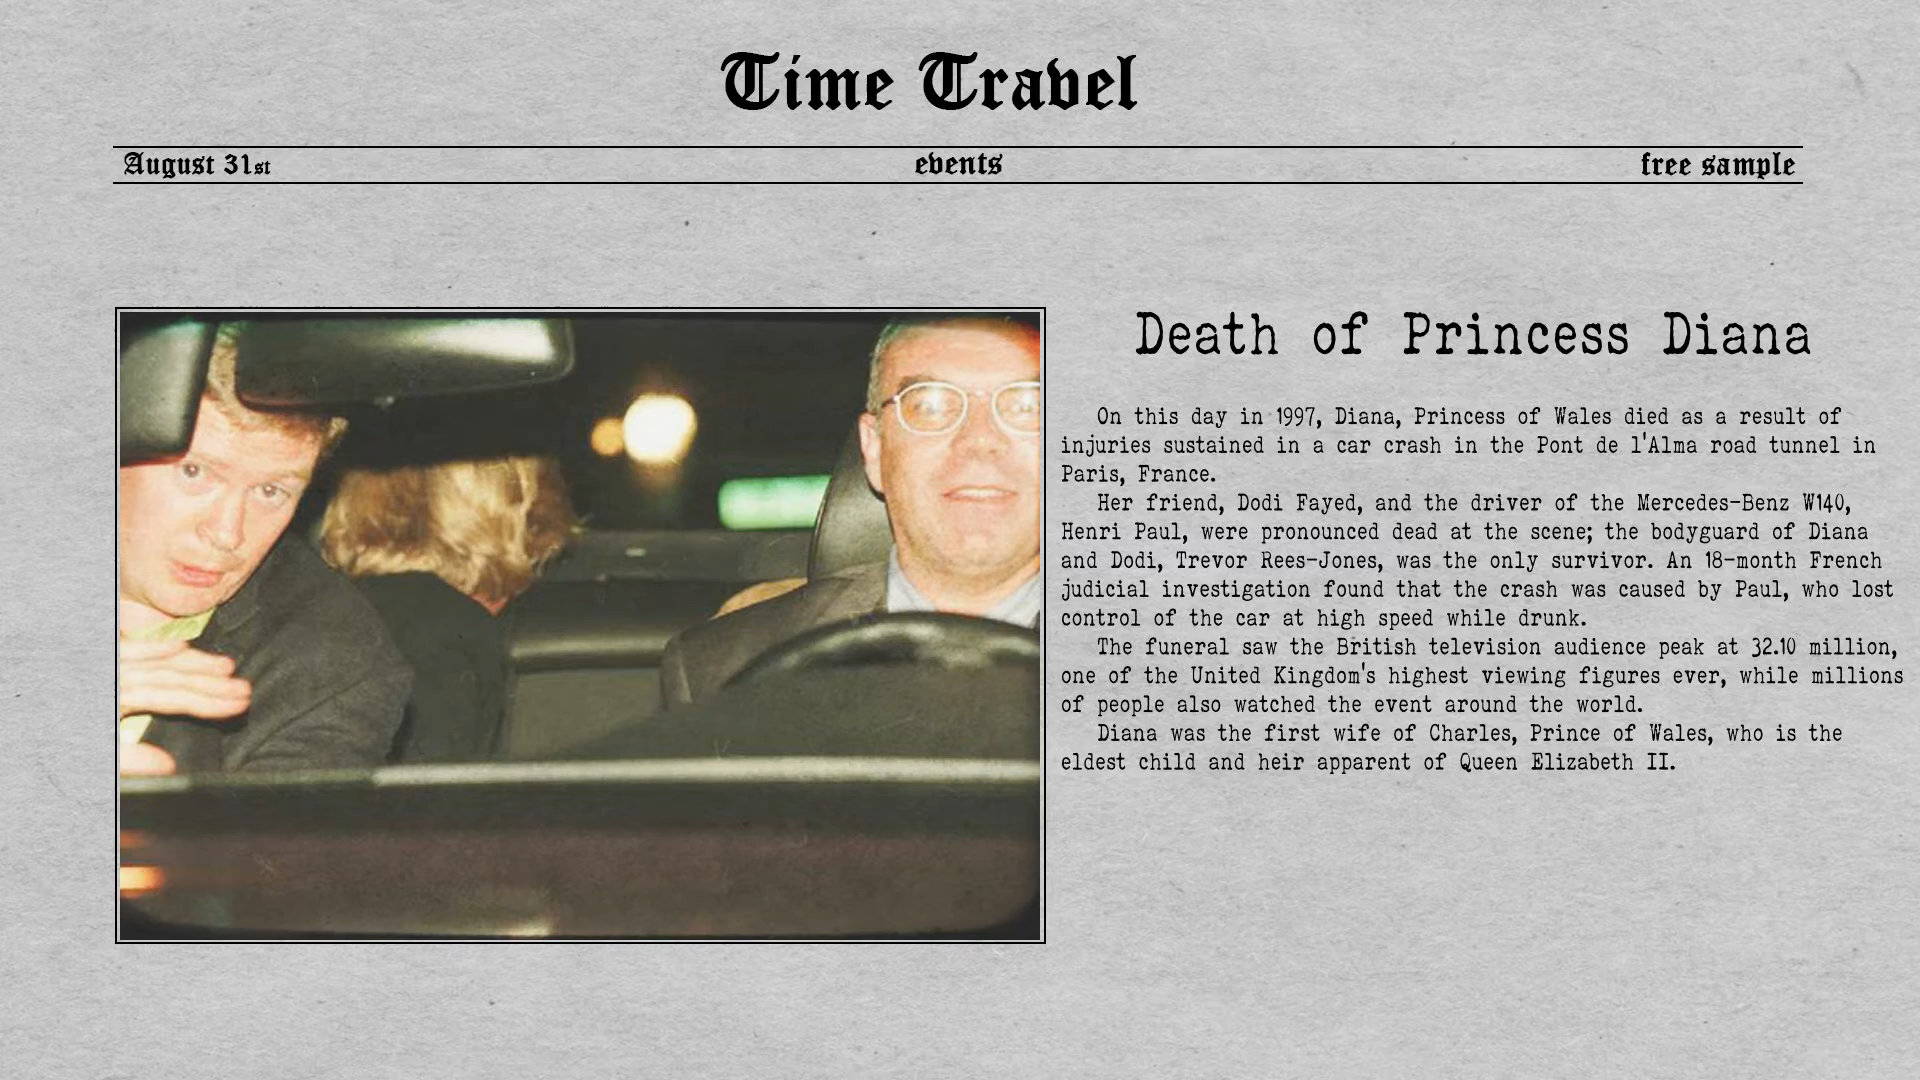 Time Travel
August 31st
events
free sample
Death of Princess Diana
On this day in 1997, Diana, Princess of Wales died as a result of
injuries sustained in a car crash in the Pont de l'Alma road tunnel in
Paris, France.
Her friend, Dodi Fayed, and the driver of the Mercedes-Benz W140,
Henri Paul, were pronounced dead at the scene; the bodyguard of Diana
and Dodi, Trevor Rees-Jones, was the only survivor. An 18-month French
judicial investigation found that the crash was caused by Paul, who lost
control of the car at high speed while drunk.
The funeral saw the British television audience peak at 32.10 million,
one of the United Kingdom's highest viewing figures ever, while millions
of people also watched the event around the world.
Diana was the first wife of Charles, Prince of Wales, who is the
eldest child and heir apparent of Queen Elizabeth II.